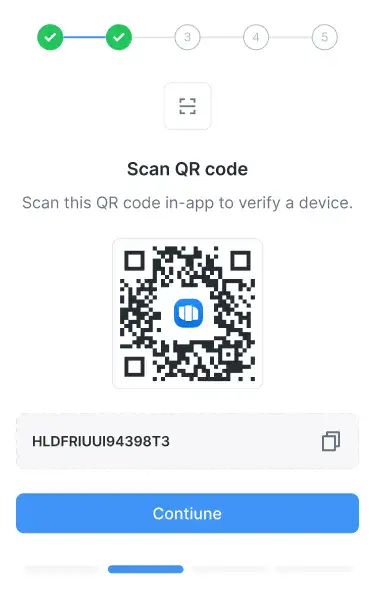 3 4 5
Scan QR code
Scan this QR code in-app to verify a device.
HLDFRIUUI94398T3
Contiune